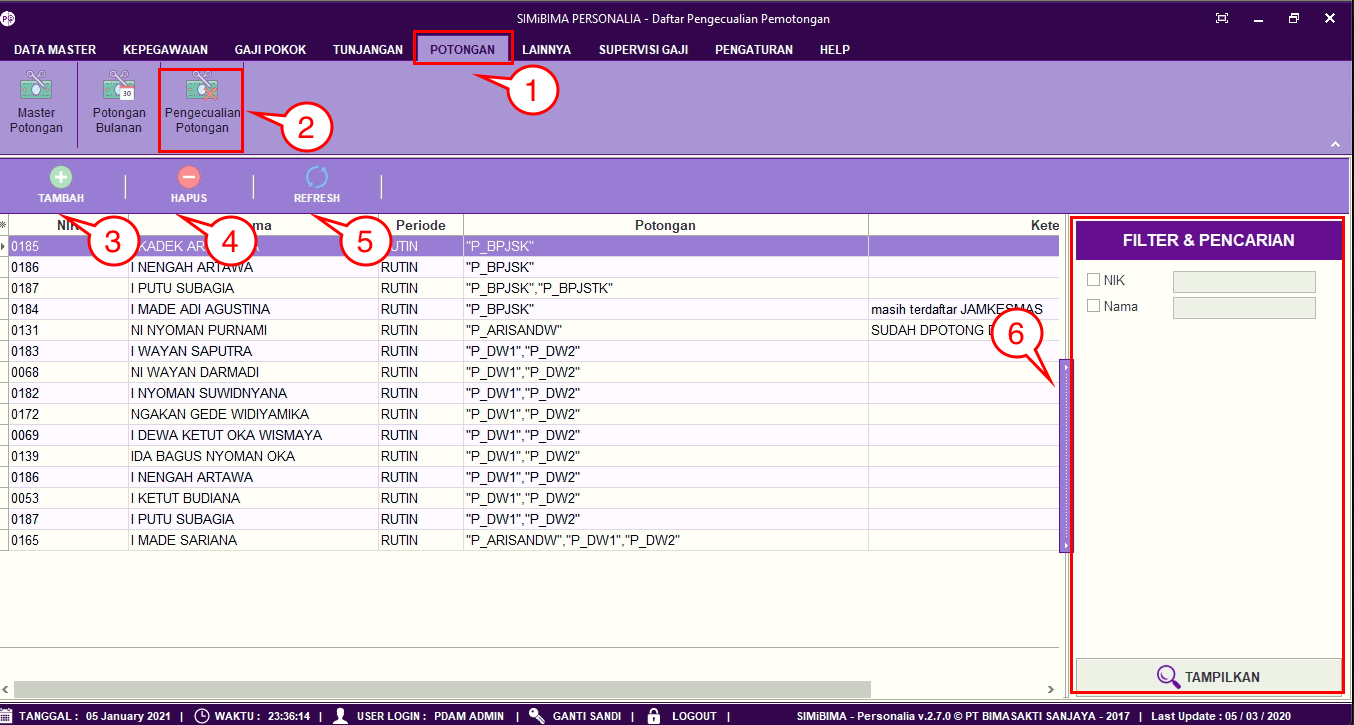 SIMiBIMA PERSONALIA - Daftar Pengecualian Pemotongan
DATA MASTER KEPEGAWAIAN GAJI POKOK TUNJANGAN POTONGAN LAINNYA SUPERVISI GAJI PENGATURAN HELP
1
Master Potongan
30
Potongan Bulanan
Pengecualian Potongan
2
TAMBAH HAPUS REFRESH
3 4 5
Periode Potongan Kete
0185 KADEK "P_BPJSK"
0186 I NENGAH ARTAWA RUTIN "P_BPJSK"
0187 I PUTU SUBAGIA RUTIN "P_BPJSK","P_BPJSTK"
0184 I MADE ADI AGUSTINA RUTIN "P_BPJSK" masih terdaftar JAMKESMAS
0131 NI NYOMAN PURNAMI RUTIN "P_ARISANDW" SUDAH DPOTONG
0183 I WAYAN SAPUTRA RUTIN "P_DW1","P_DW2"
0068 NI WAYAN DARMADI RUTIN "P_DW1","P_DW2"
0182 I NYOMAN SUWIDNYANA RUTIN "P_DW1","P_DW2"
0172 NGAKAN GEDE WIDIYAMIKA RUTIN "P_DW1","P_DW2"
0069 I DEWA KETUT OKA WISMAYA RUTIN "P_DW1","P_DW2"
0139 IDA BAGUS NYOMAN OKA RUTIN "P_DW1","P_DW2"
0186 I NENGAH ARTAWA RUTIN "P_DW1","P_DW2"
0053 I KETUT BUDIANA RUTIN "P_DW1","P_DW2"
0187 I PUTU SUBAGIA RUTIN "P_DW1","P_DW2"
0165 I MADE SARIANA RUTIN "P_ARISANDW","P_DW1","P_DW2"
6
FILTER & PENCARIAN
NIK
Nama
TAMPILKAN
TANGGAL : 05 January 2021 | WAKTU : 23:36:14 | USER LOGIN : PDAM ADMIN | GANTI SANDI | LOGOUT | SIMiBIMA - Personalia v.2.7.0 © PT BIMASAKTI SANJAYA - 2017 | Last Update : 05 / 03 / 2020